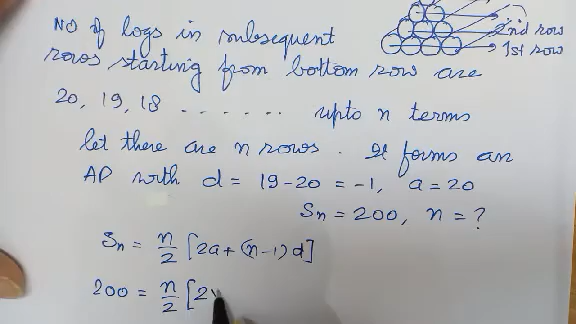 No of logs in subsequent
rows starting from bottom row are
2nd row
1st row
20, 19, 18 ...... upto n terms
let there are n rows. It forms an
AP with d = 19-20 = -1, a = 20
Sn = 200, n = ?
Sn = n/2 [2a + (n-1) d]
200 = n/2 [2